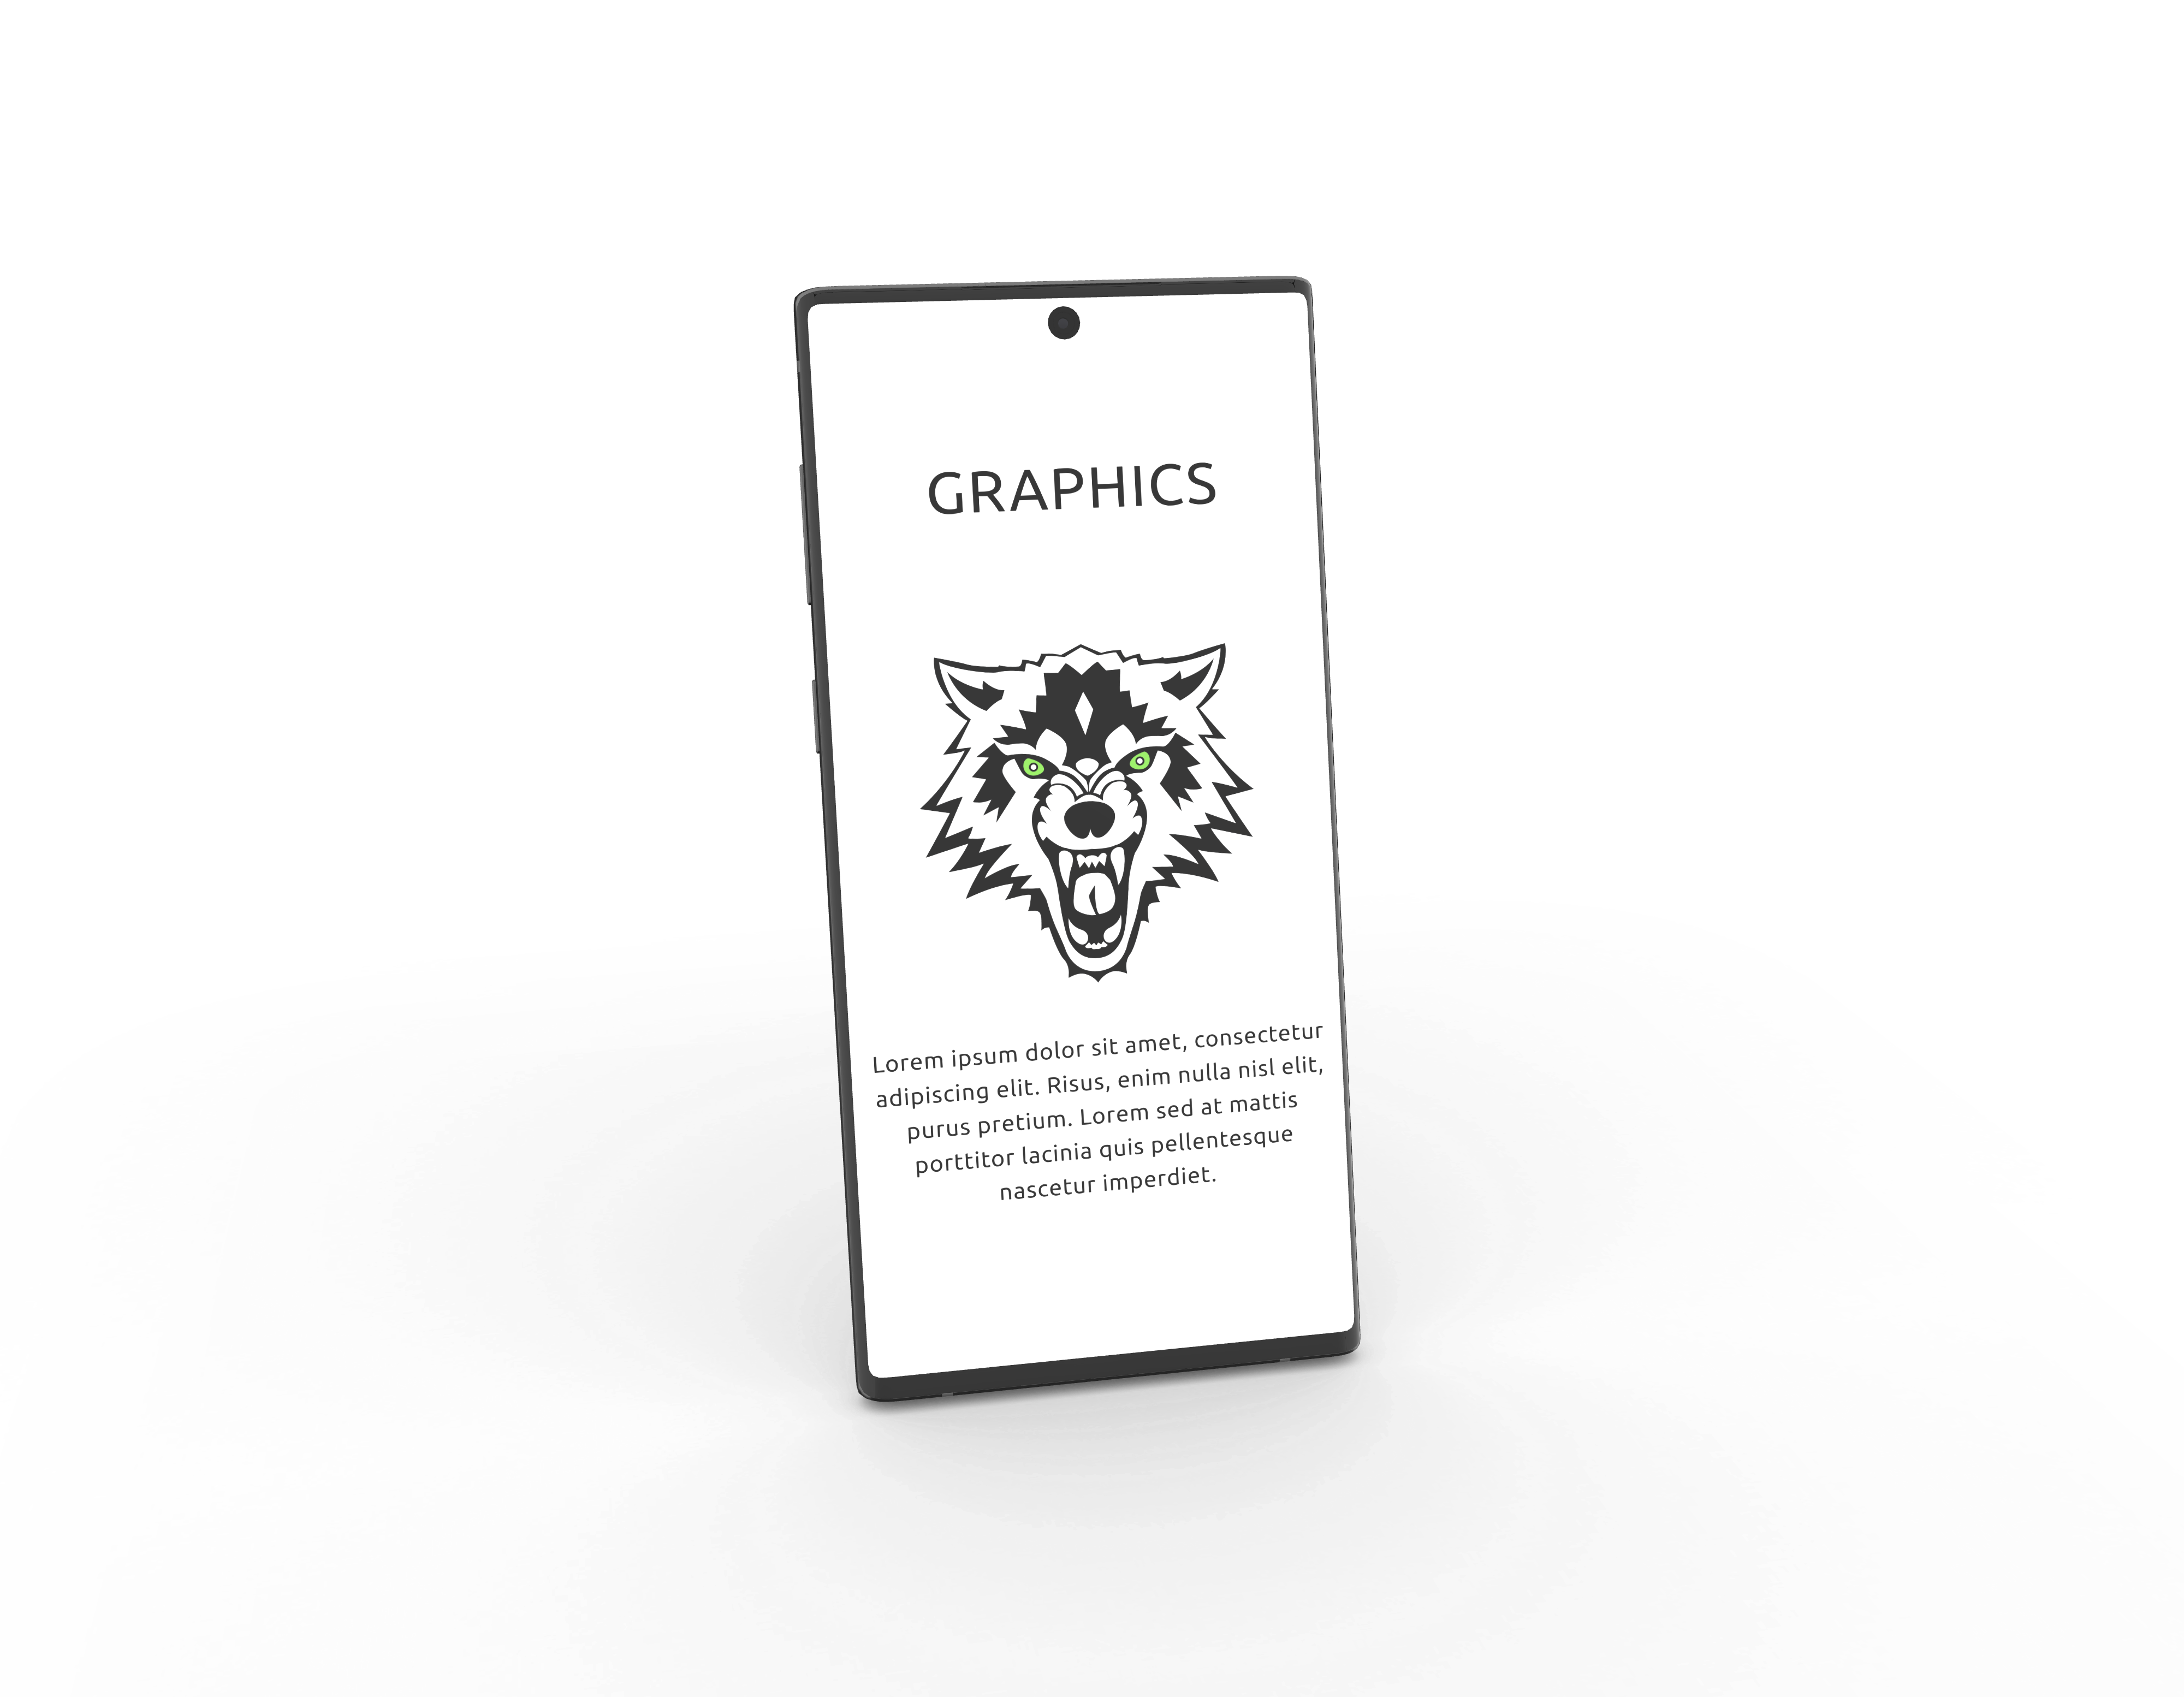 GRAPHICS
Lorem ipsum dolor sit amet, consectetur
adipiscing elit. Risus, enim nulla nisl elit,
purus pretium. Lorem sed at mattis
porttitor lacinia quis pellentesque
nascetur imperdiet.